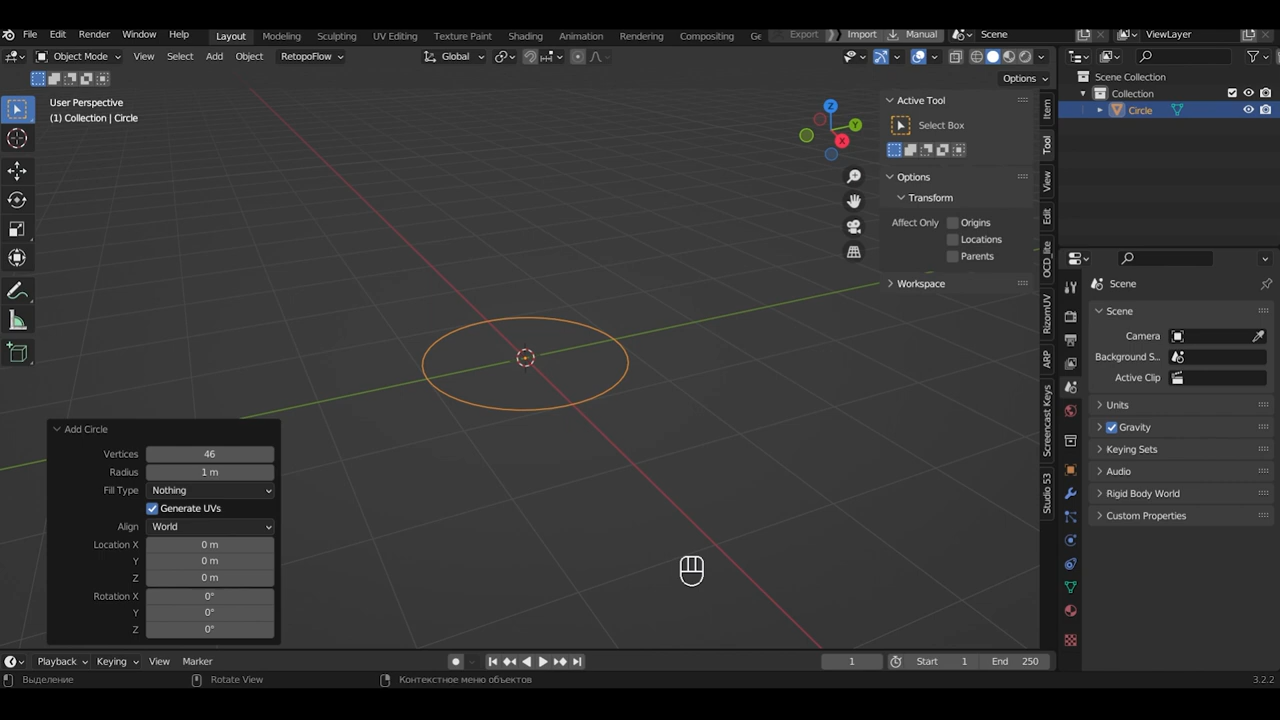 File Edit Render Window Help Layout Modeling Sculpting UV Editing Texture Paint Shading Animation Rendering Compositing Ge Export Import Manual Scene ViewLayer
Object Mode View Select Add Object RetopoFlow Global
Options
User Perspective
(1) Collection | Circle
Active Tool
Select Box
Options
Transform
Affect Only Origins
Locations
Parents
Workspace
Item
Tool
View
Edit
OCD_lite
RizomUV
ARP
Screencast Keys
Studio 53
Scene Collection
Collection
Circle
Scene
Scene
Camera
Background S...
Active Clip
Units
Gravity
Keying Sets
Audio
Rigid Body World
Custom Properties
Add Circle
Vertices 46
Radius 1 m
Fill Type Nothing
Generate UVs
Align World
Location X 0 m
Y 0 m
Z 0 m
Rotation X 0°
Y 0°
Z 0°
Playback Keying View Marker 1 Start 1 End 250
Выделение Rotate View Контекстное меню объектов 3.2.2
X
Y
Z